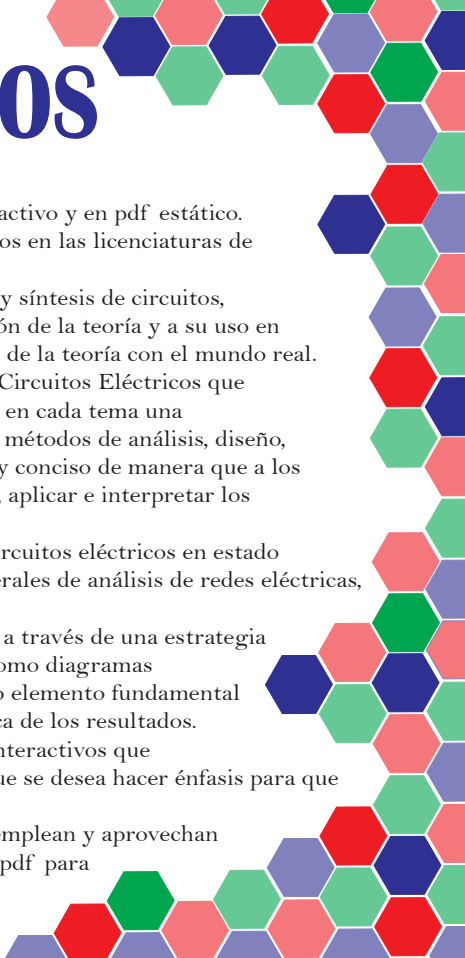 os
activo y en pdf estático.
os en las licenciaturas de
y síntesis de circuitos,
ón de la teoría y a su uso en
de la teoría con el mundo real.
Circuitos Eléctricos que
en cada tema una
métodos de análisis, diseño,
y conciso de manera que a los
, aplicar e interpretar los
rcuitos eléctricos en estado
erales de análisis de redes eléctricas,
a través de una estrategia
omo diagramas
o elemento fundamental
ca de los resultados.
nteractivos que
ue se desea hacer énfasis para que
emplean y aprovechan
pdf para